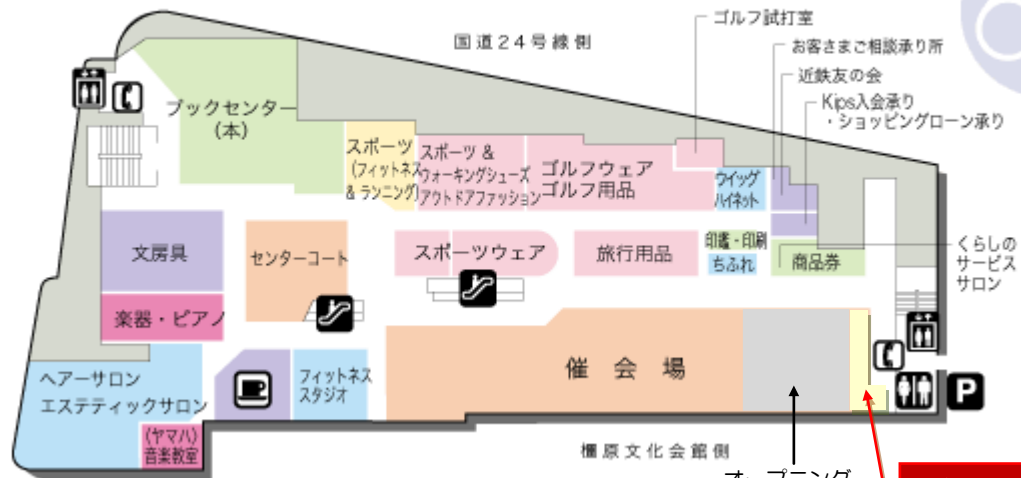 国道24号線側
ゴルフ試打室
お客さまご相談承り所
近鉄友の会
Kips入会承り
・ショッピングローン承り
ブックセンター
(本)
スポーツ
(フィットネス
& ランニング)
スポーツ &
ウォーキングシューズ
アウトドアファッション
ゴルフウェア
ゴルフ用品
ウイッグ
ハイネット
文房具
センターコート
スポーツウェア
旅行用品
印鑑・印刷
ちふれ
商品券
くらしの
サービス
サロン
楽器・ピアノ
催会場
ヘアーサロン
エステティックサロン
フィットネス
スタジオ
(ヤマハ)
音楽教室
P
橿原文化会館側
オープニング